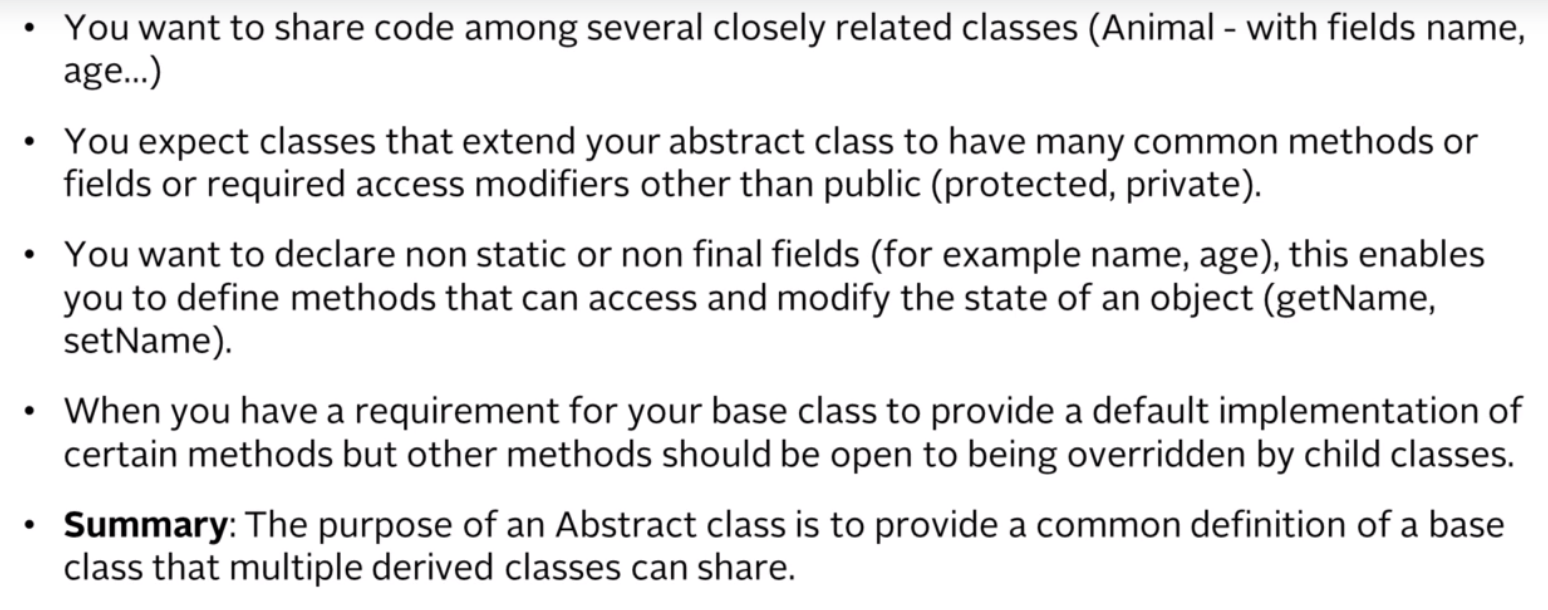 • You want to share code among several closely related classes (Animal - with fields name,
age...)
• You expect classes that extend your abstract class to have many common methods or
fields or required access modifiers other than public (protected, private).
• You want to declare non static or non final fields (for example name, age), this enables
you to define methods that can access and modify the state of an object (getName,
setName).
• When you have a requirement for your base class to provide a default implementation of
certain methods but other methods should be open to being overridden by child classes.
• Summary: The purpose of an Abstract class is to provide a common definition of a base
class that multiple derived classes can share.